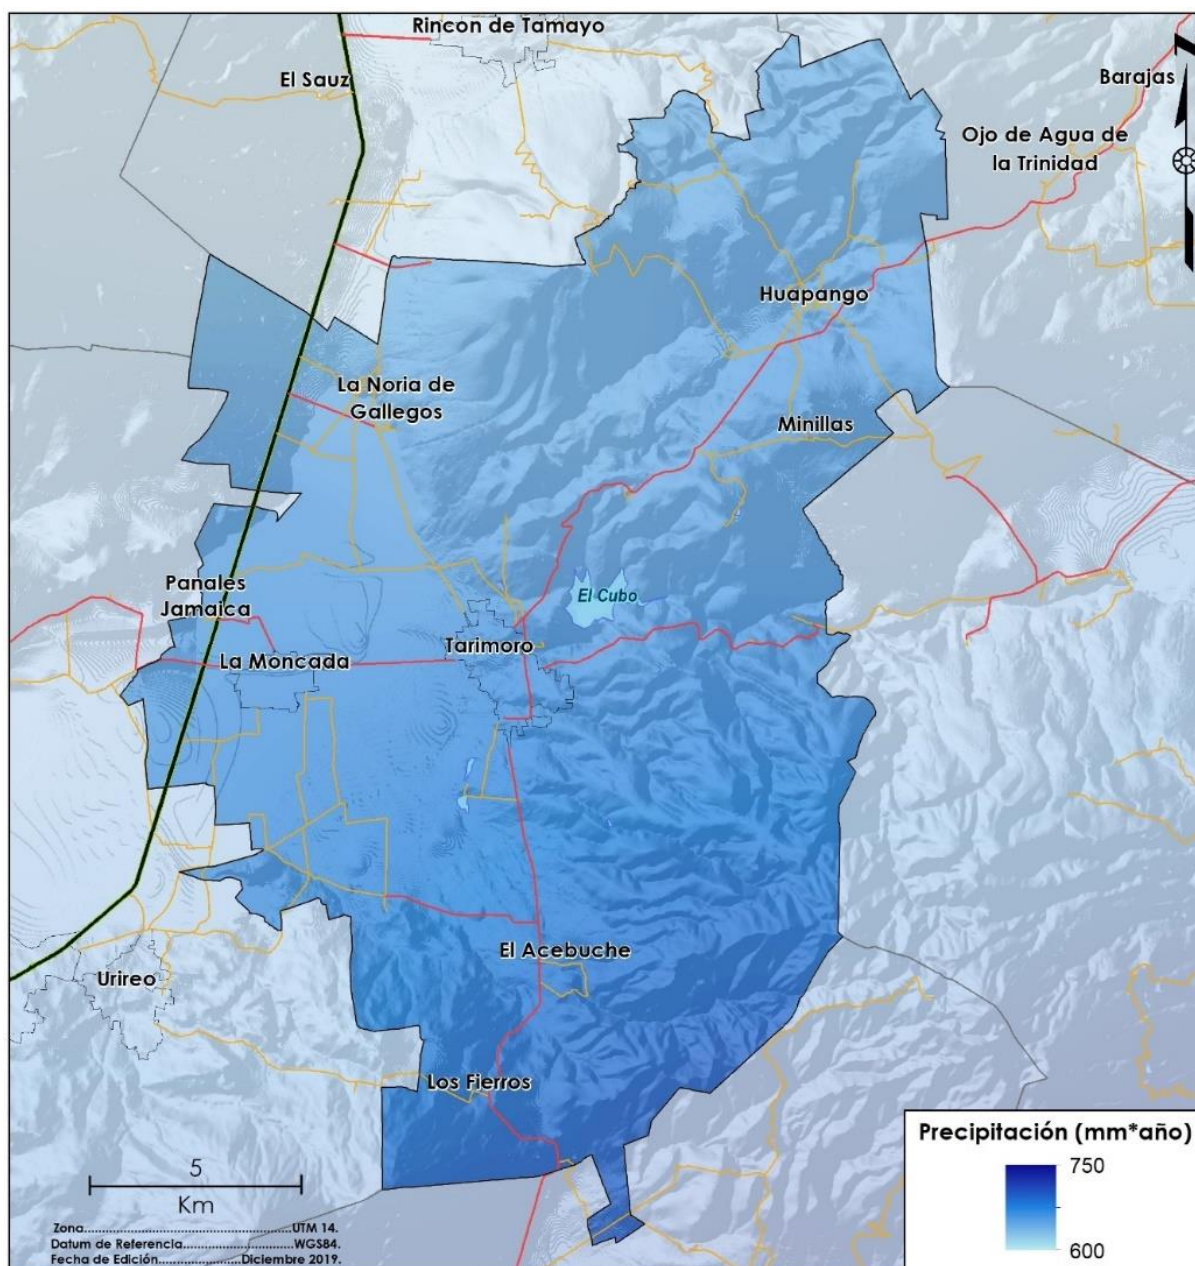 Rincon de Tamayo
El Sauz
Barajas
Ojo de Agua de
la Trinidad
Huapango
La Noria de
Gallegos
Minillas
Panales
Jamaica
El Cubo
Tarimoro
La Moncada
El Acebuche
Urireo
Los Fierros
5
Km
Zona UTM 14.
Datum de Referencia WGS84.
Fecha de Edición Diciembre 2019.
Precipitación (mm*año)
750
600